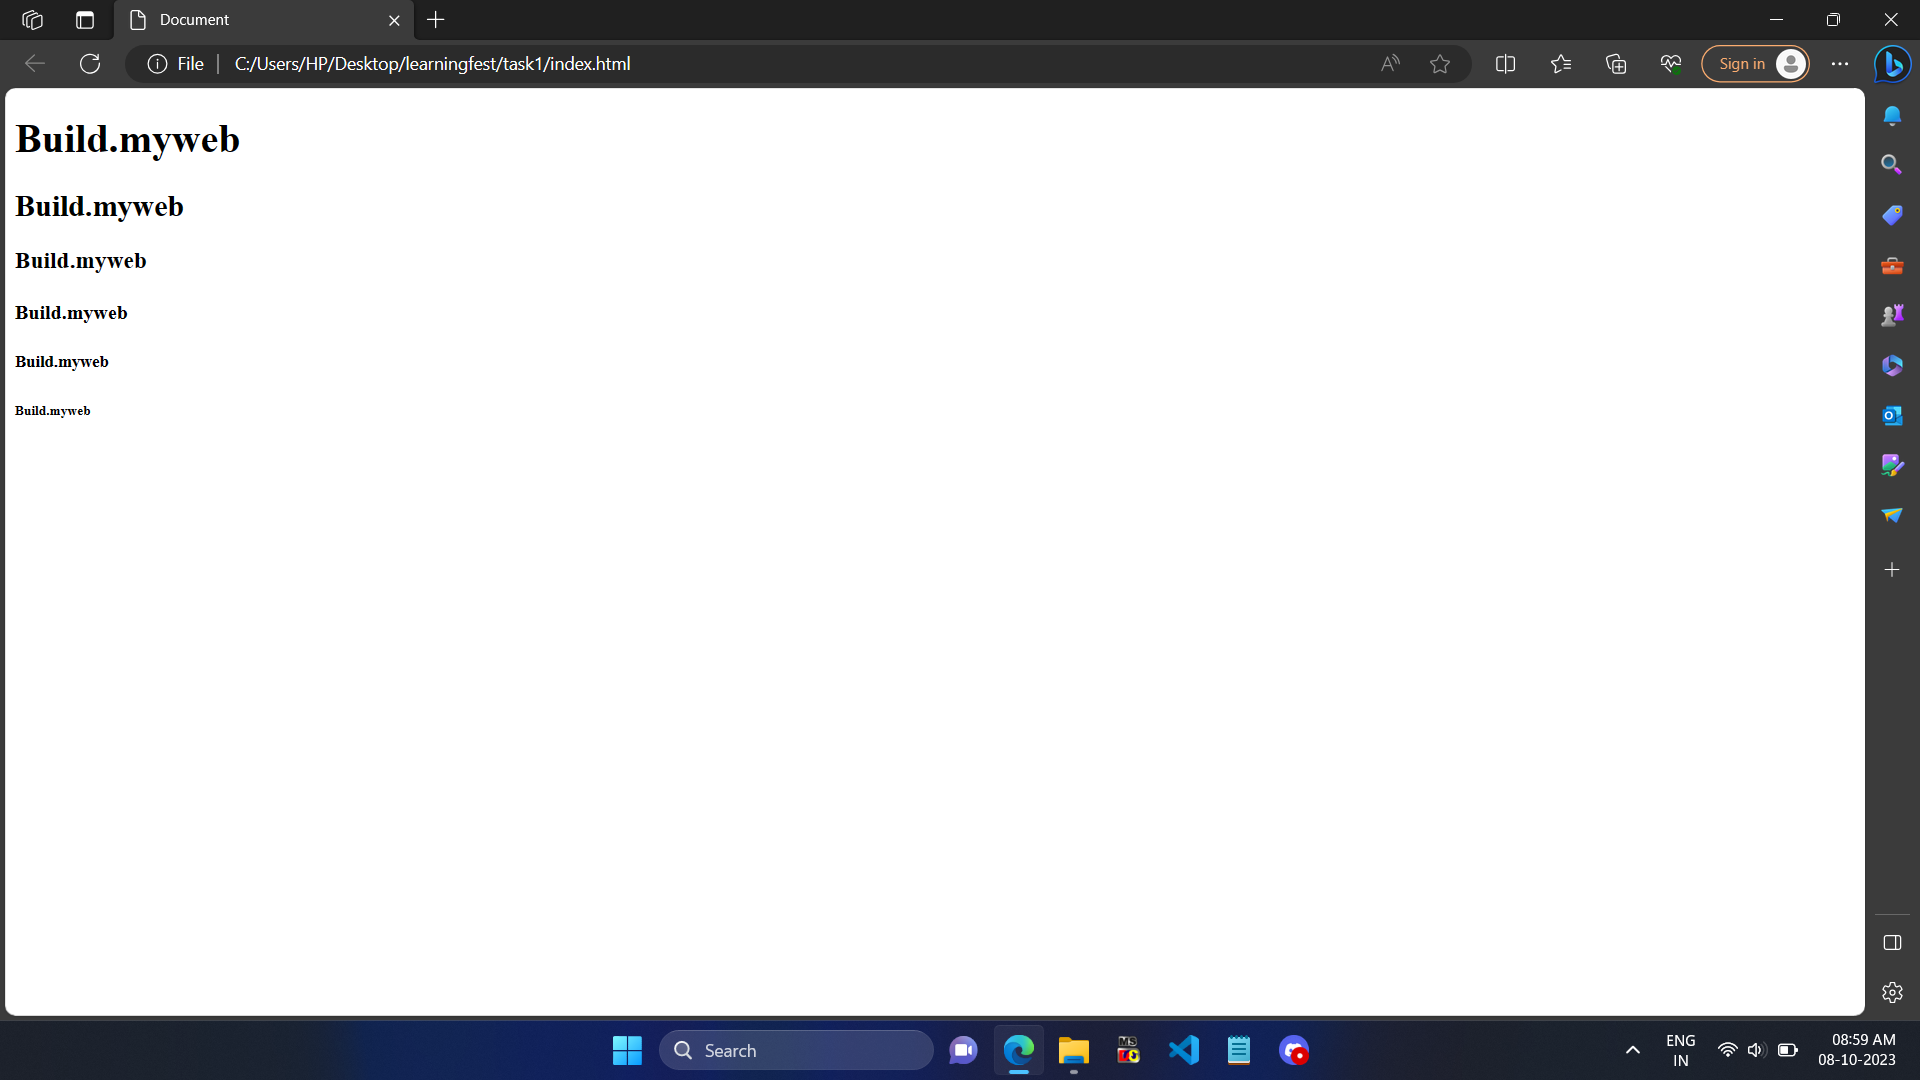 Document
File
C:/Users/HP/Desktop/learningfest/task1/index.html
Sign in
Build.myweb
Build.myweb
Build.myweb
Build.myweb
Build.myweb
Build.myweb
Search
ENG
IN
08:59 AM
08-10-2023